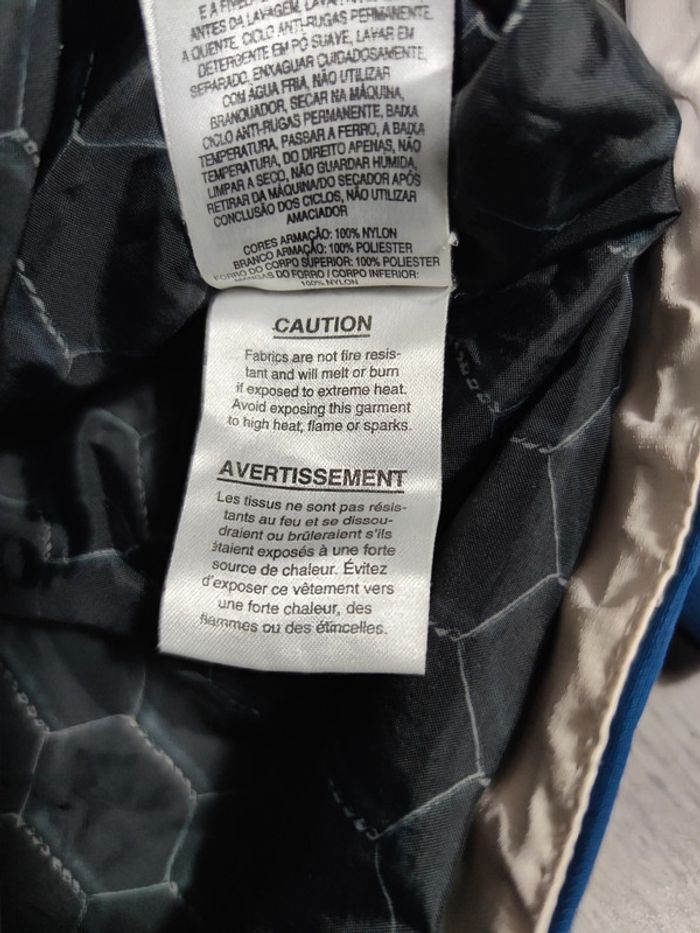 E A
ANTES DA LAVAGEM,
A QUENTE, CICLO ANTI-RUGAS PERMANENTE.
DETERGENTE EM PÓ SUAVE, LAVAR EM
SEPARADO, ENXAGUAR CUIDADOSAMENTE,
COM ÁGUA FRIA, NÃO UTILIZAR
BRANQUADOR, SECAR NA MÁQUINA,
CICLO ANTI-RUGAS PERMANENTE, BAIXA
TEMPERATURA, PASSAR A FERRO, A BAIXA
TEMPERATURA, DO DIREITO APENAS, NÃO
LIMPAR A SECO, NÃO GUARDAR HUMIDA,
RETIRAR DA MÁQUINA/DO SECADOR APÓS
CONCLUSÃO DOS CICLOS, NÃO UTILIZAR
AMACIADOR
CORES ARMAÇÃO: 100% NYLON
BRANCO ARMAÇÃO: 100% POLIESTER
FORRO DO CORPO SUPERIOR: 100% POLIESTER
MANGAS DO FORRO / CORPO INFERIOR:
100% NYLON
CAUTION
Fabrics are not fire resis-
tant and will melt or burn
if exposed to extreme heat.
Avoid exposing this garment
to high heat, flame or sparks.
AVERTISSEMENT
Les tissus ne sont pas résis-
tants au feu et se dissou-
draient ou brûleraient s'ils
étaient exposés à une forte
source de chaleur. Évitez
d'exposer ce vêtement vers
une forte chaleur, des
flammes ou des étincelles.